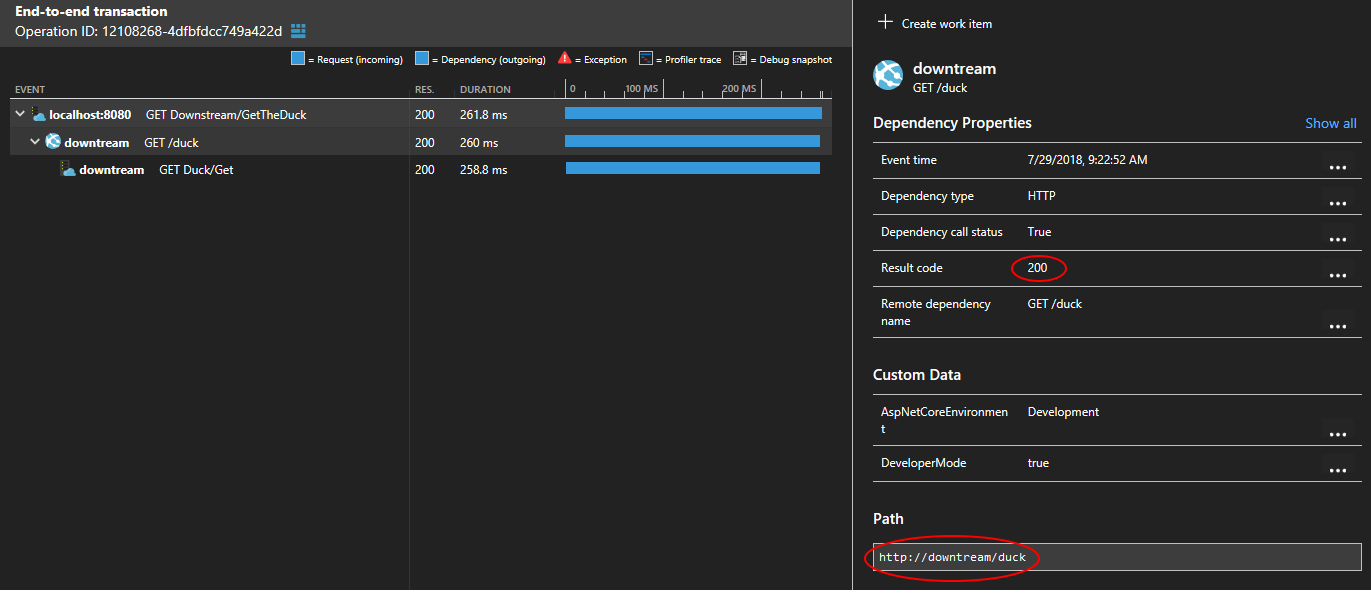 End-to-end transaction
Operation ID: 12108268-4dfbfdcc749a422d
= Request (incoming) = Dependency (outgoing) = Exception = Profiler trace = Debug snapshot
EVENT RES. DURATION 0 100 MS 200 MS
localhost:8080 GET Downstream/GetTheDuck 200 261.8 ms
downtream GET /duck 200 260 ms
downtream GET Duck/Get 200 258.8 ms
Create work item
downtream
GET /duck
Dependency Properties Show all
Event time 7/29/2018, 9:22:52 AM ...
Dependency type HTTP ...
Dependency call status True ...
Result code 200 ...
Remote dependency GET /duck
name ...
Custom Data
AspNetCoreEnvironmen Development
t ...
DeveloperMode true ...
Path
http://downtream/duck